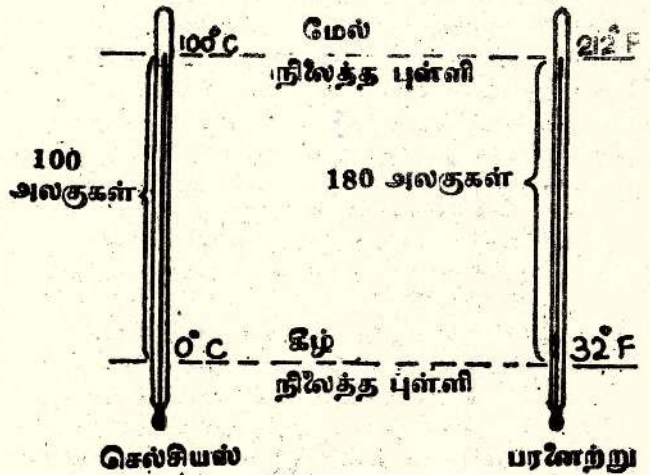 100°C மேல் 212°F
நிலைத்த புள்ளி
100
அலகுகள்
180 அலகுகள்
0°C கீழ் 32°F
நிலைத்த புள்ளி
செல்சியஸ் பரனைற்று